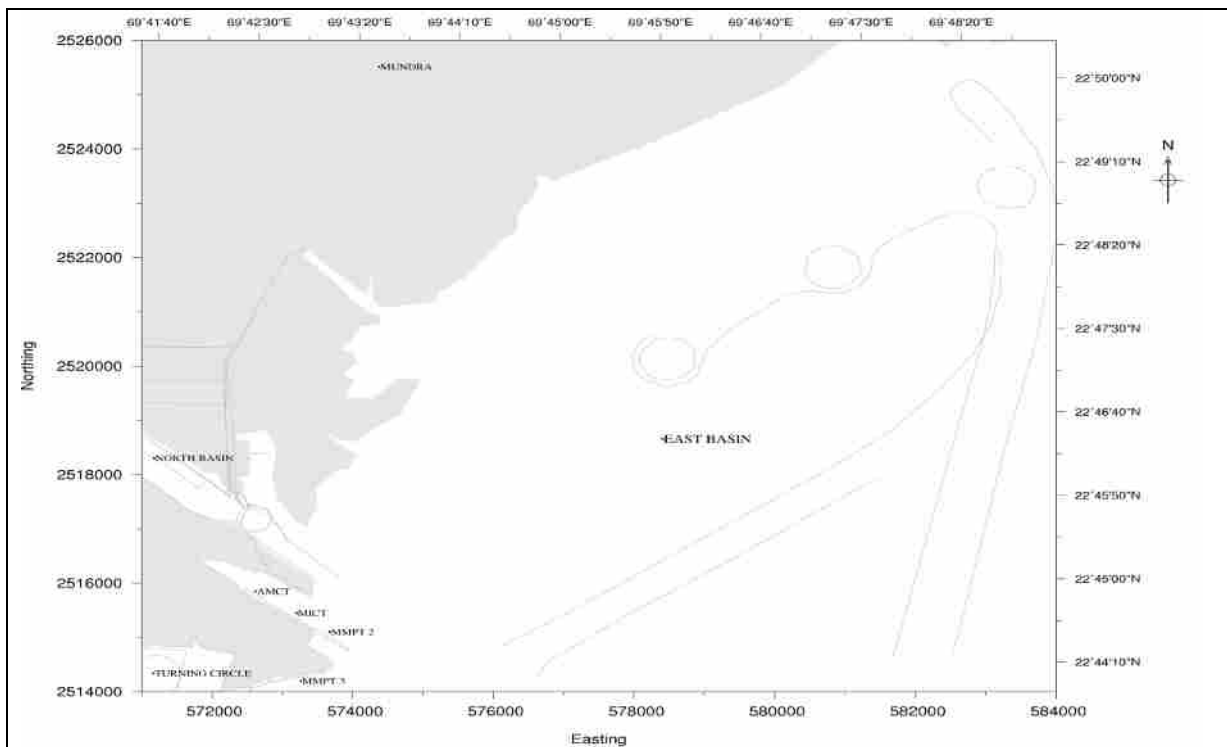 69°41'40"E 69°42'30"E 69°43'20"E 69°44'10"E 69°45'00"E 69°45'50"E 69°46'40"E 69°47'30"E 69°48'20"E
2526000
MUNDRA
22°50'00"N
2524000
22°49'10"N
N
2522000
22°48'20"N
22°47'30"N
Northing
2520000
22°46'40"N
EAST BASIN
NORTH BASIN
2518000
22°45'50"N
2516000
22°45'00"N
AMCT
MICT
MMPT 2
TURNING CIRCLE
22°44'10"N
MMPT 3
2514000
572000 574000 576000 578000 580000 582000 584000
Easting